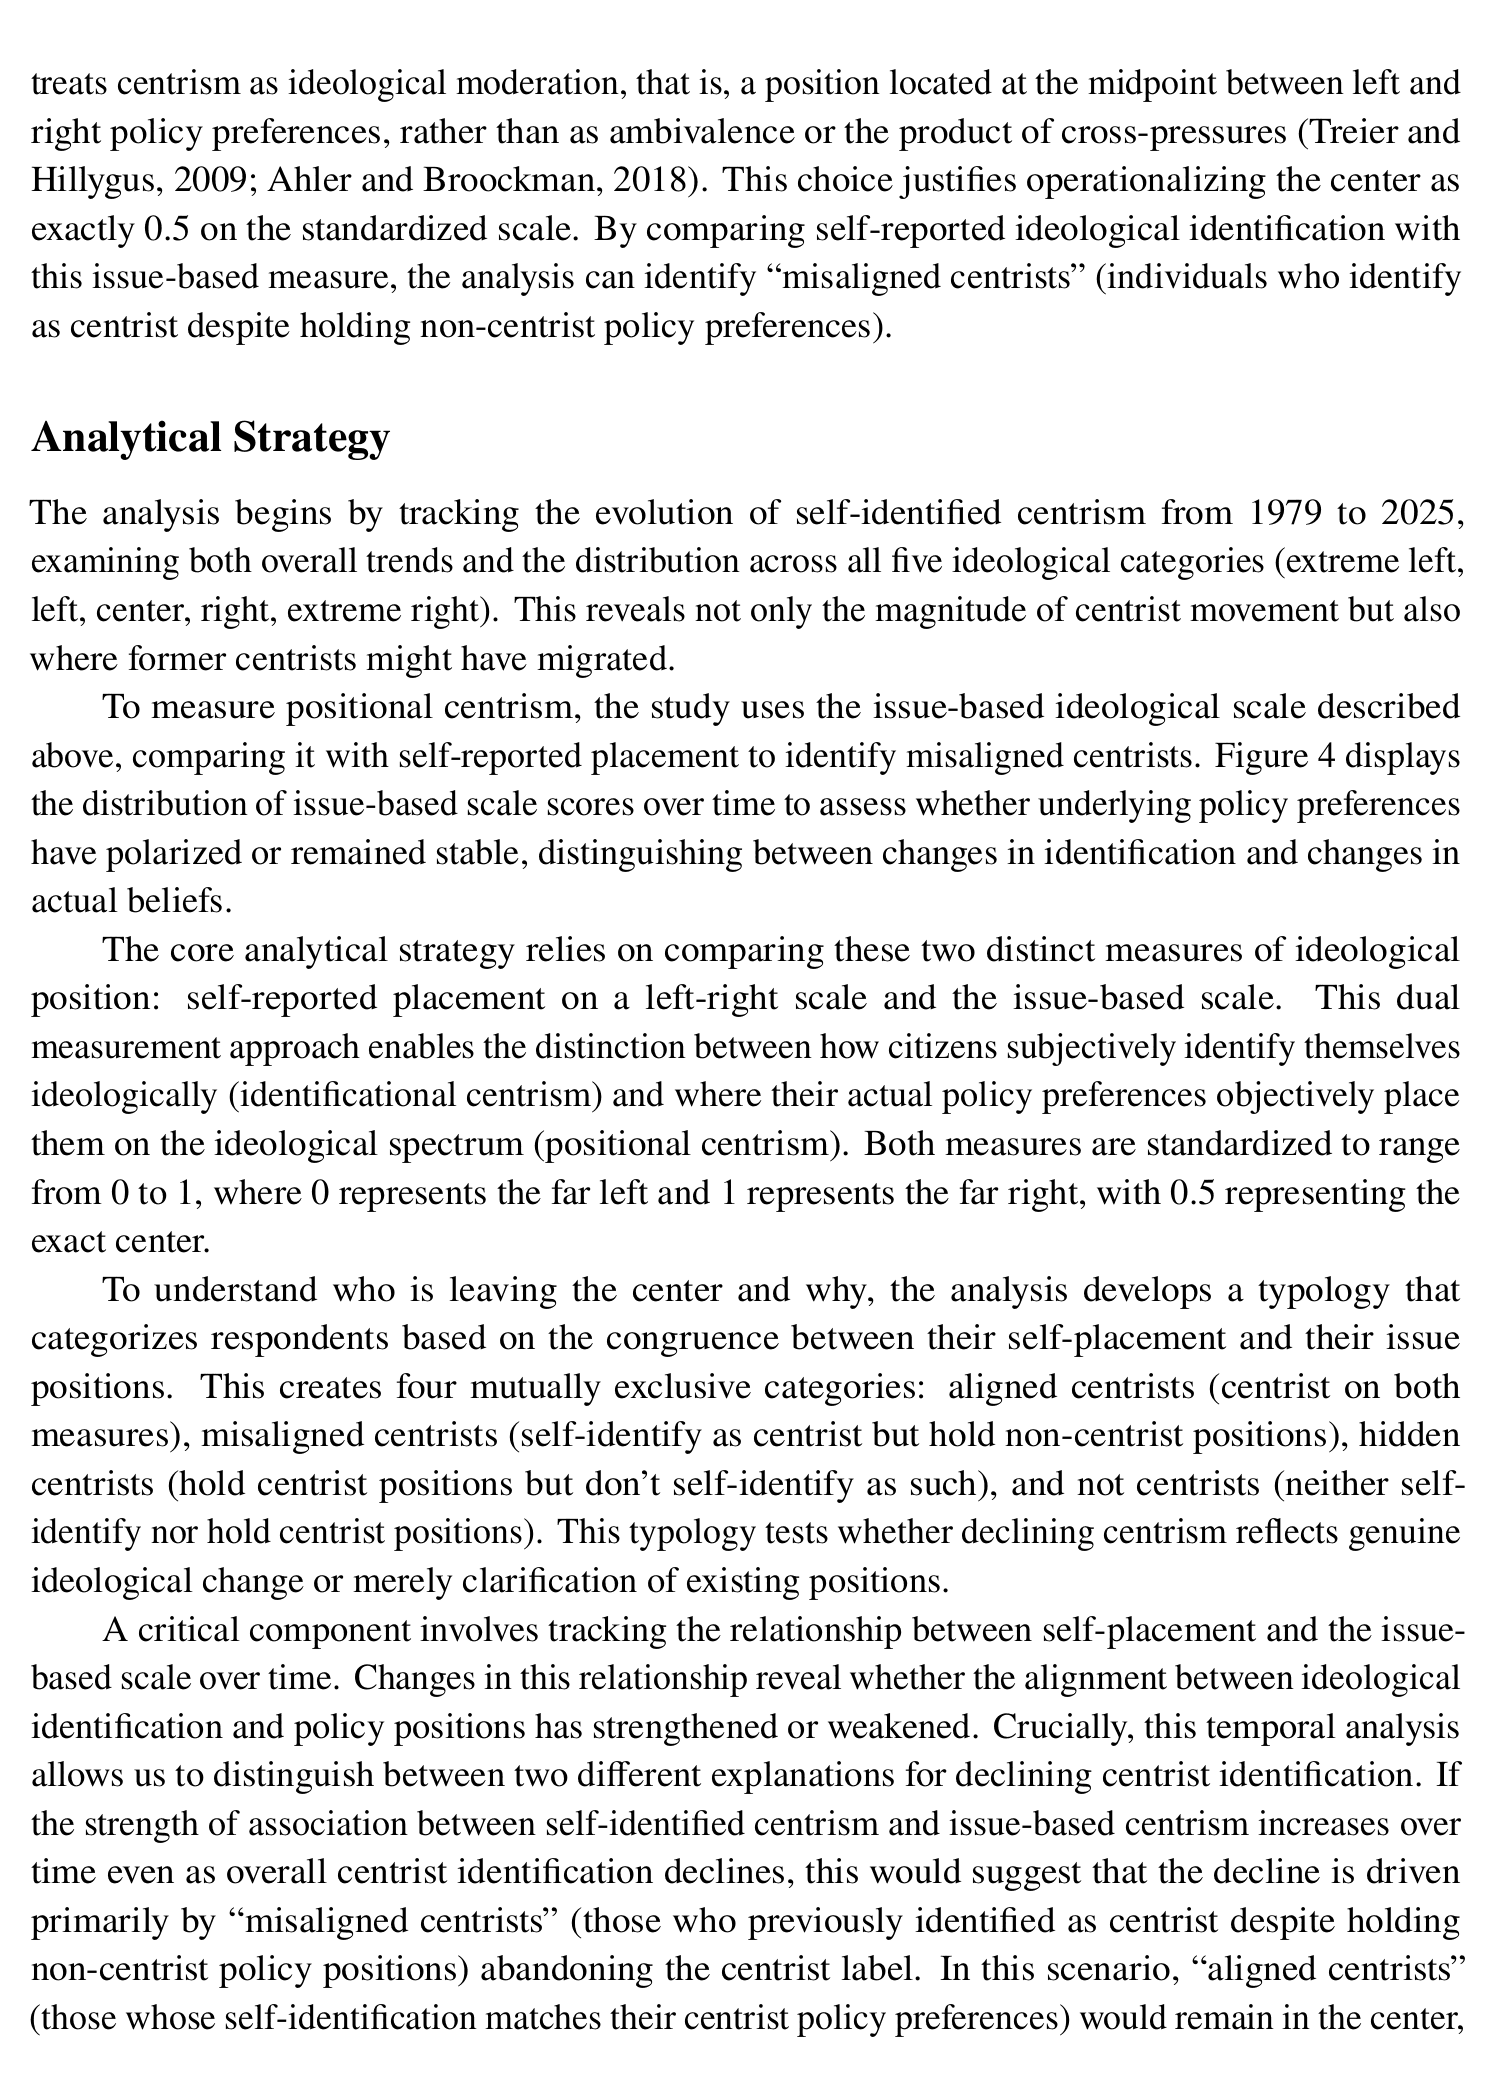 treats centrism as ideological moderation, that is, a position located at the midpoint between left and
right policy preferences, rather than as ambivalence or the product of cross-pressures (Treier and
Hillygus, 2009; Ahler and Broockman, 2018). This choice justifies operationalizing the center as
exactly 0.5 on the standardized scale. By comparing self-reported ideological identification with
this issue-based measure, the analysis can identify “misaligned centrists” (individuals who identify
as centrist despite holding non-centrist policy preferences).
Analytical Strategy
The analysis begins by tracking the evolution of self-identified centrism from 1979 to 2025,
examining both overall trends and the distribution across all five ideological categories (extreme left,
left, center, right, extreme right). This reveals not only the magnitude of centrist movement but also
where former centrists might have migrated.
To measure positional centrism, the study uses the issue-based ideological scale described
above, comparing it with self-reported placement to identify misaligned centrists. Figure 4 displays
the distribution of issue-based scale scores over time to assess whether underlying policy preferences
have polarized or remained stable, distinguishing between changes in identification and changes in
actual beliefs.
The core analytical strategy relies on comparing these two distinct measures of ideological
position: self-reported placement on a left-right scale and the issue-based scale. This dual
measurement approach enables the distinction between how citizens subjectively identify themselves
ideologically (identificational centrism) and where their actual policy preferences objectively place
them on the ideological spectrum (positional centrism). Both measures are standardized to range
from 0 to 1, where 0 represents the far left and 1 represents the far right, with 0.5 representing the
exact center.
To understand who is leaving the center and why, the analysis develops a typology that
categorizes respondents based on the congruence between their self-placement and their issue
positions. This creates four mutually exclusive categories: aligned centrists (centrist on both
measures), misaligned centrists (self-identify as centrist but hold non-centrist positions), hidden
centrists (hold centrist positions but don’t self-identify as such), and not centrists (neither self-
identify nor hold centrist positions). This typology tests whether declining centrism reflects genuine
ideological change or merely clarification of existing positions.
A critical component involves tracking the relationship between self-placement and the issue-
based scale over time. Changes in this relationship reveal whether the alignment between ideological
identification and policy positions has strengthened or weakened. Crucially, this temporal analysis
allows us to distinguish between two different explanations for declining centrist identification. If
the strength of association between self-identified centrism and issue-based centrism increases over
time even as overall centrist identification declines, this would suggest that the decline is driven
primarily by “misaligned centrists” (those who previously identified as centrist despite holding
non-centrist policy positions) abandoning the centrist label. In this scenario, “aligned centrists”
(those whose self-identification matches their centrist policy preferences) would remain in the center,